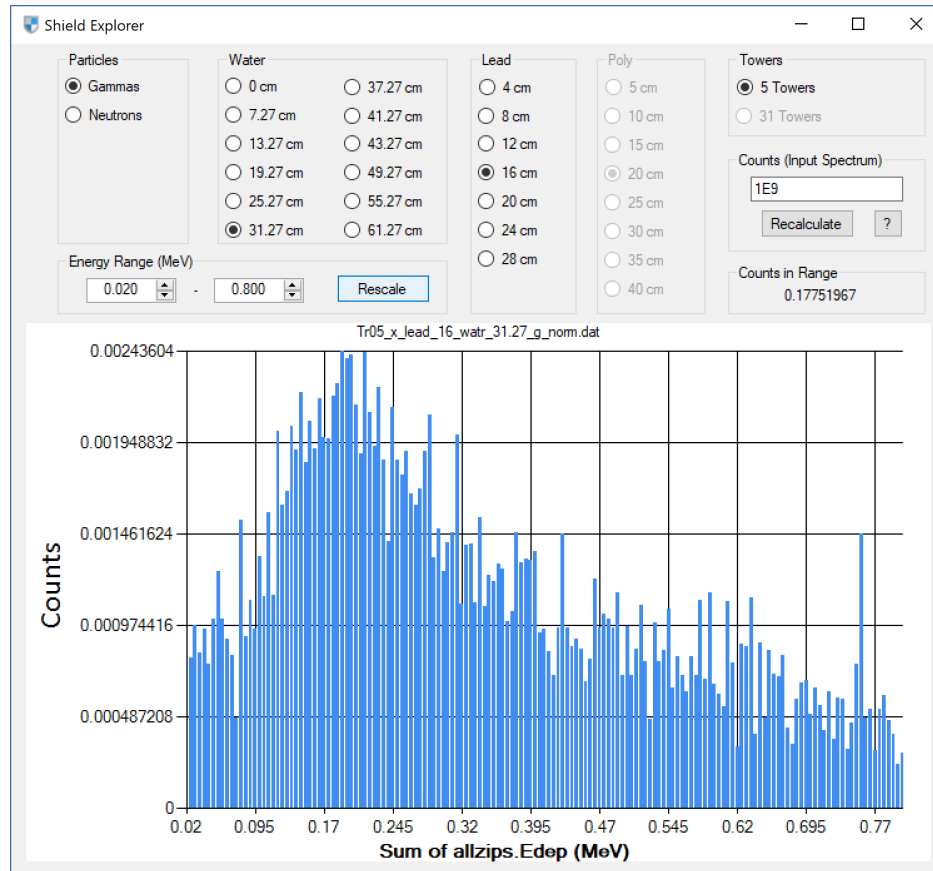 Shield Explorer
Particles
Gammas
Neutrons
Water
0 cm
7.27 cm
13.27 cm
19.27 cm
25.27 cm
31.27 cm
37.27 cm
41.27 cm
43.27 cm
49.27 cm
55.27 cm
61.27 cm
Lead
4 cm
8 cm
12 cm
16 cm
20 cm
24 cm
28 cm
Poly
5 cm
10 cm
15 cm
20 cm
25 cm
30 cm
35 cm
40 cm
Towers
5 Towers
31 Towers
Counts (Input Spectrum)
1E9
Recalculate ?
Energy Range (MeV)
0.020 - 0.800 Rescale
Counts in Range
0.17751967
Tr05_x_lead_16_watr_31.27_g_norm.dat
Counts
0.00243604
0.001948832
0.001461624
0.000974416
0.000487208
0
0.02 0.095 0.17 0.245 0.32 0.395 0.47 0.545 0.62 0.695 0.77
Sum of allzips.Edep (MeV)